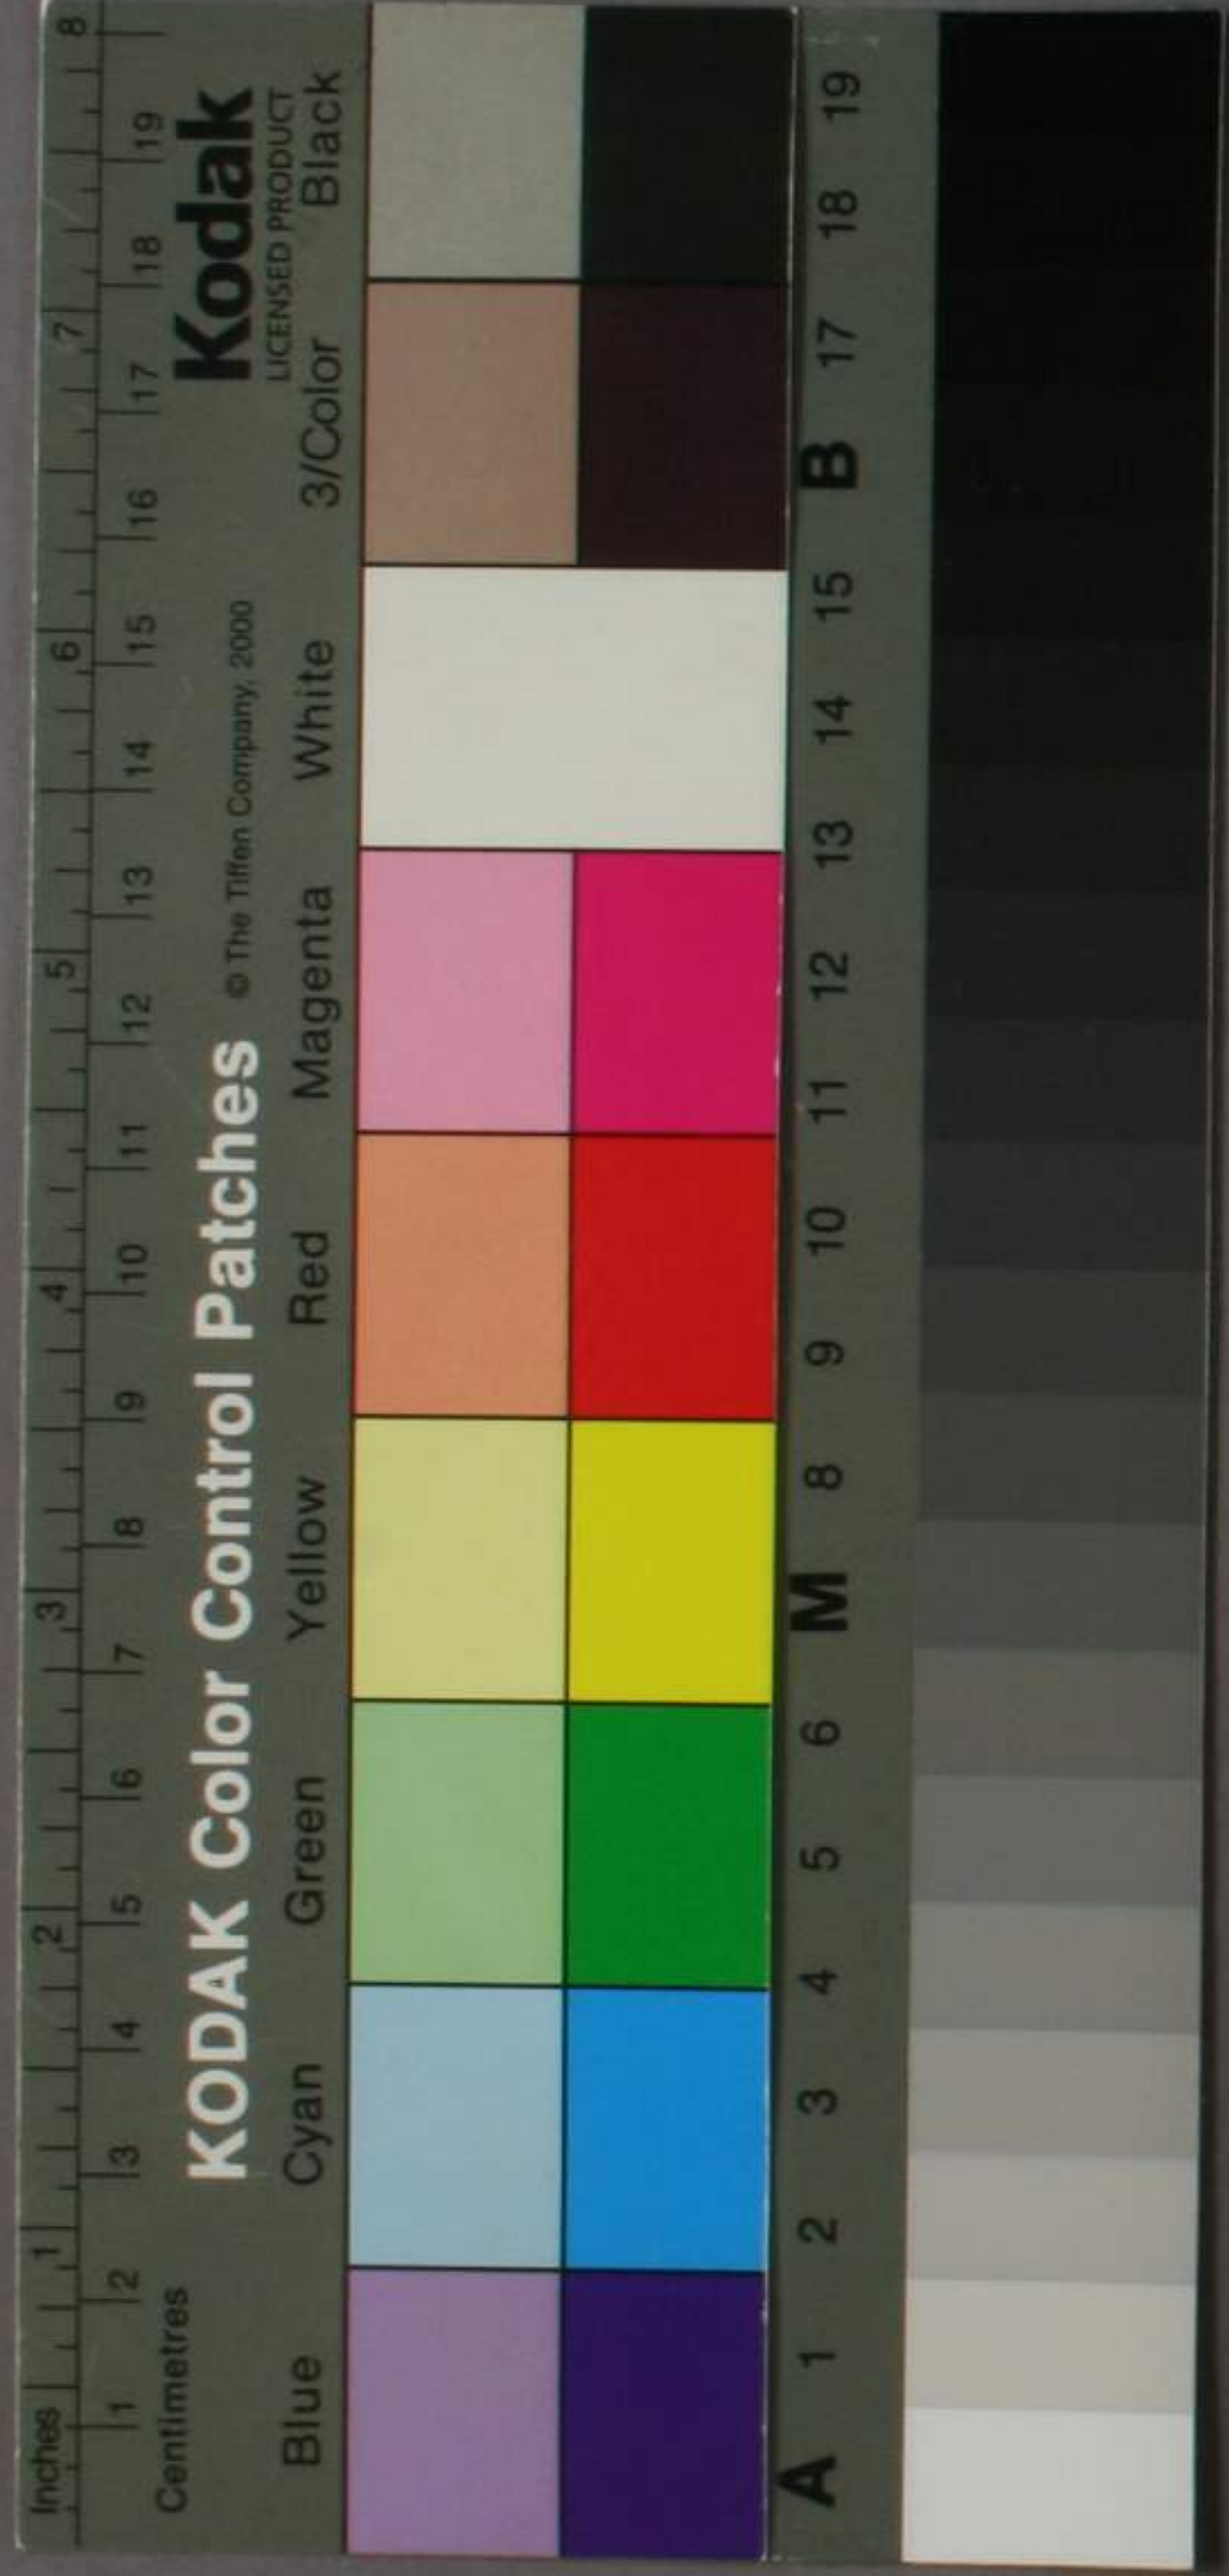 Inches 1 2 3 4 5 6 7 8
Centimetres 1 2 3 4 5 6 7 8 9 10 11 12 13 14 15 16 17 18 19
KODAK Color Control Patches © The Tiffen Company, 2000 Kodak
LICENSED PRODUCT
Blue Cyan Green Yellow Red Magenta White 3/Color Black
A 1 2 3 4 5 6 M 8 9 10 11 12 13 14 15 B 17 18 19